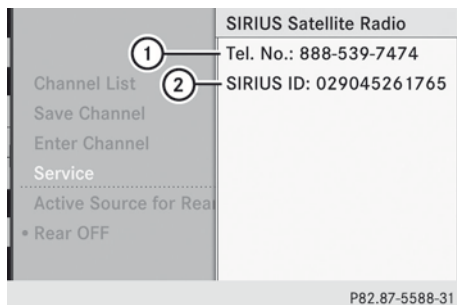 SIRIUS Satellite Radio
1
Tel. No.: 888-539-7474
2
SIRIUS ID: 029045261765
Channel List
Save Channel
Enter Channel
Service
Active Source for Rea
• Rear OFF
P82.87-5588-31